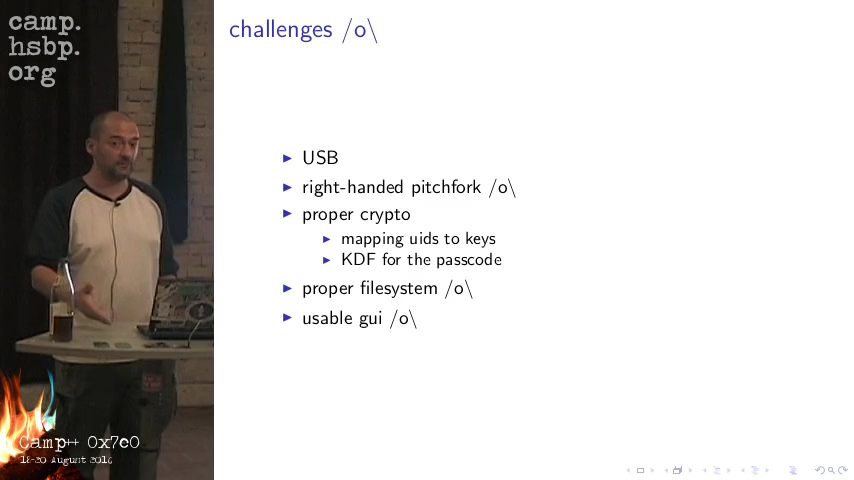 camp.
hsbp.
org
challenges /o\
USB
right-handed pitchfork /o\
proper crypto
mapping uids to keys
KDF for the passcode
proper filesystem /o\
usable gui /o\
Camp++ 0x7e0
18-20 August 2016